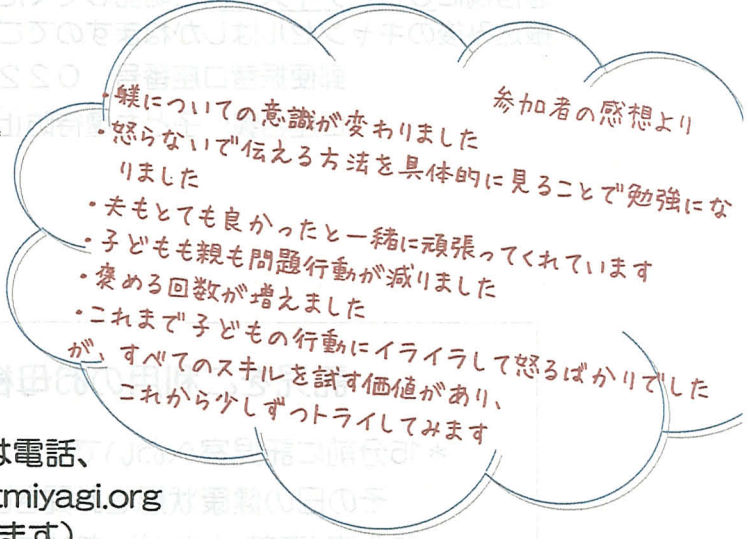 参加者の感想より
・躾についての意識が変わりました
・怒らないで伝える方法を具体的に見ることで勉強にな
りました
・夫もとても良かったと一緒に頑張ってくれています
・子どもも親も問題行動が減りました
・褒める回数が増えました
・これまで子どもの行動にイライラして怒るばかりでした
が、すべてのスキルを試す価値があり、
これから少しずつトライしてみます
は電話、
tmiyagi.org
ます）